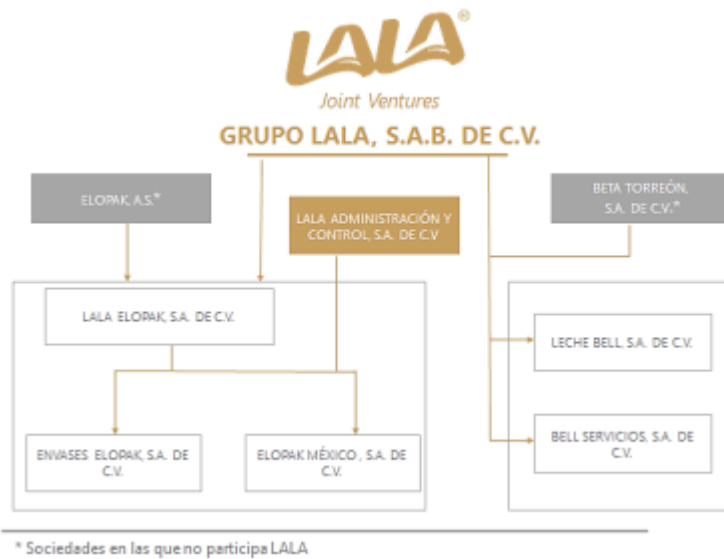 LALA®
Joint Ventures
GRUPO LALA, S.A.B. DE C.V.
ELOPAK, A.S.*
LALA ADMINISTRACIÓN Y
CONTROL, S.A. DE C.V
BETA TORREÓN,
S.A. DE C.V.*
LALA ELOPAK, S.A. DE C.V.
LECHE BELL, S.A. DE C.V.
ENVASES ELOPAK, S.A. DE
C.V.
ELOPAK MÉXICO , S.A. DE
C.V.
BELL SERVICIOS, S.A. DE
C.V.
* Sociedades en las que no participa LALA